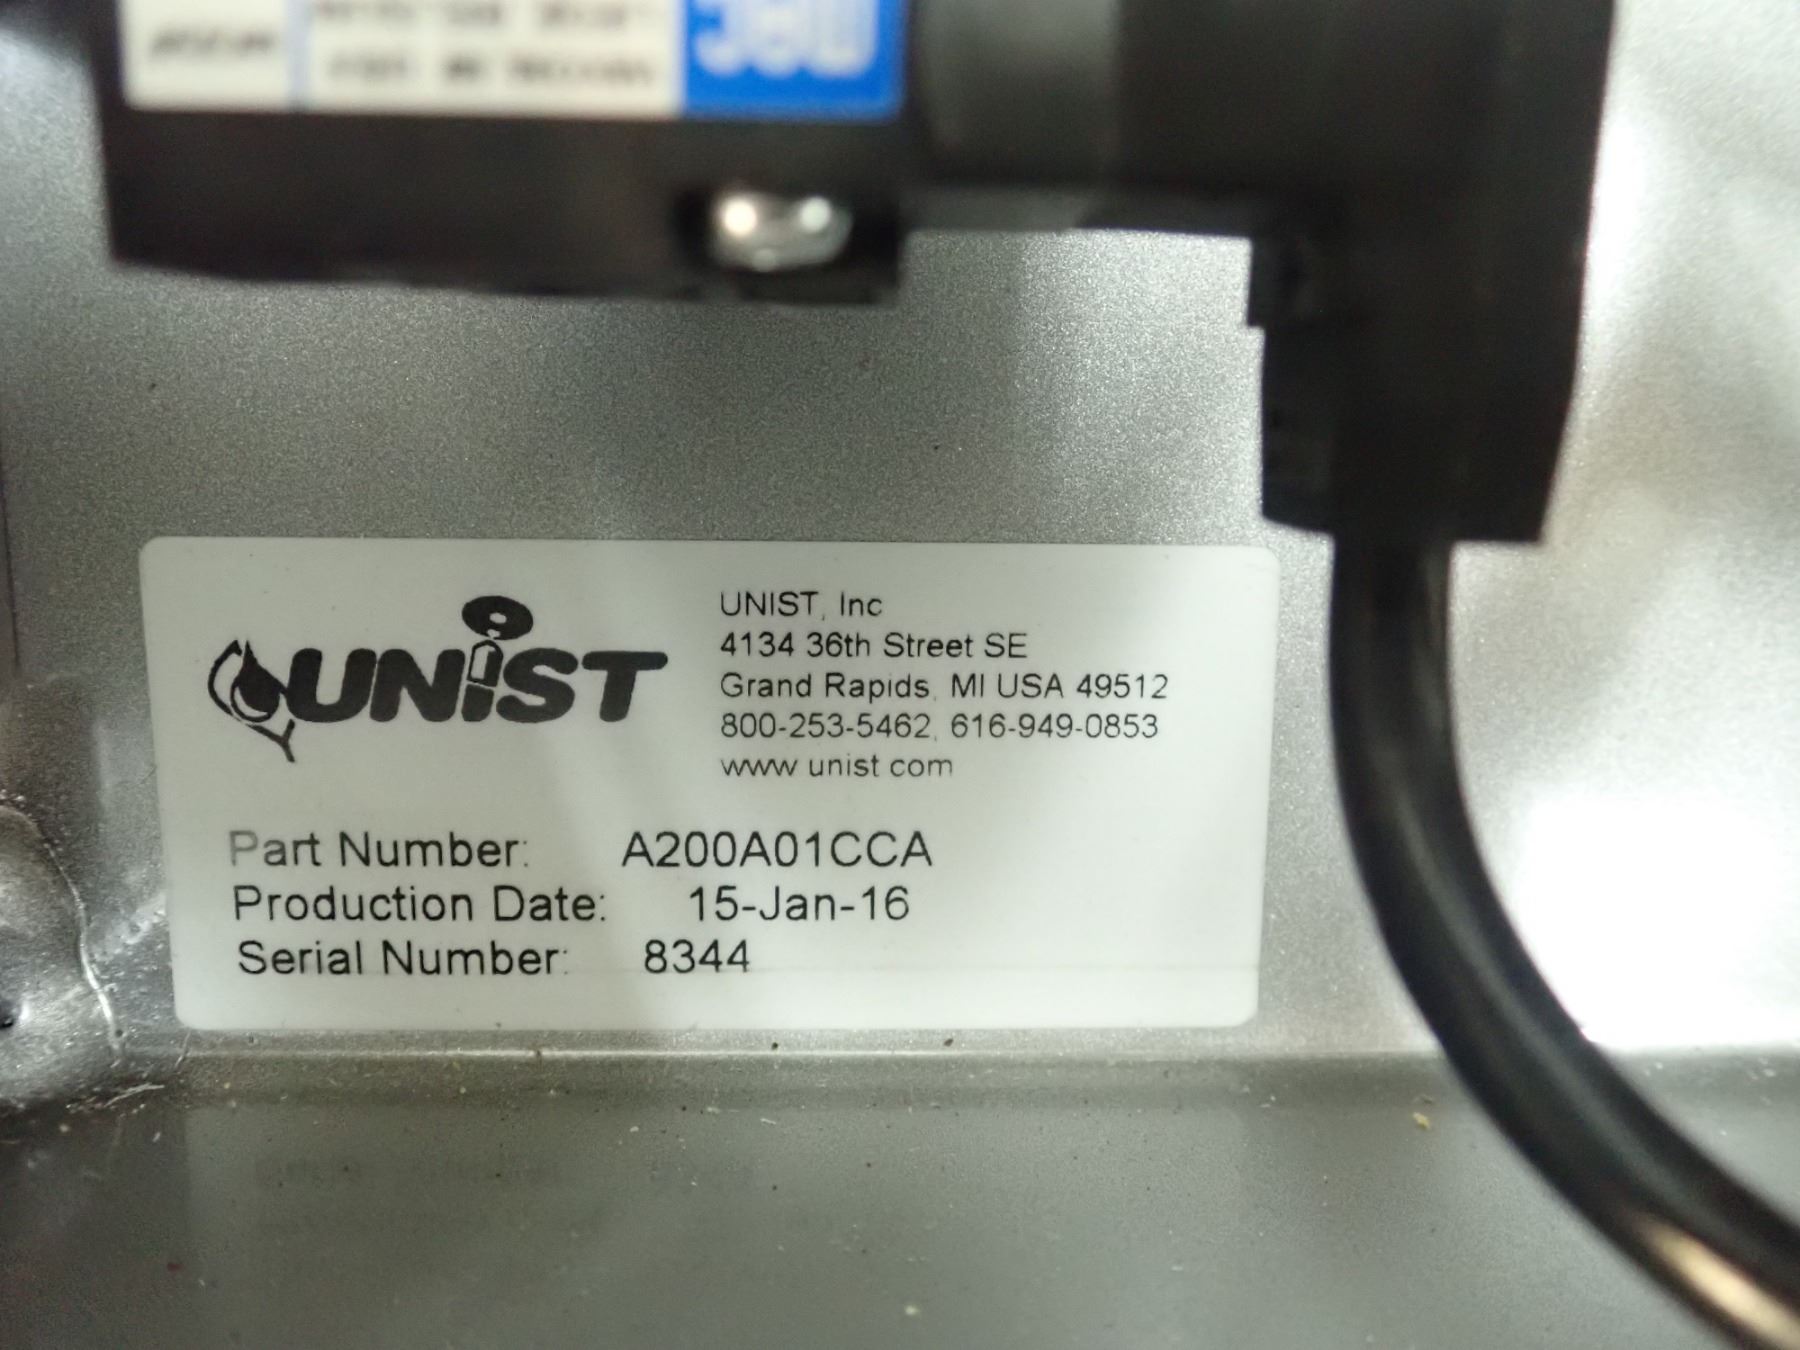 MAC
UNIST
UNIST, Inc
4134 36th Street SE
Grand Rapids, MI USA 49512
800-253-5462, 616-949-0853
www.unist.com
Part Number: A200A01CCA
Production Date: 15-Jan-16
Serial Number: 8344